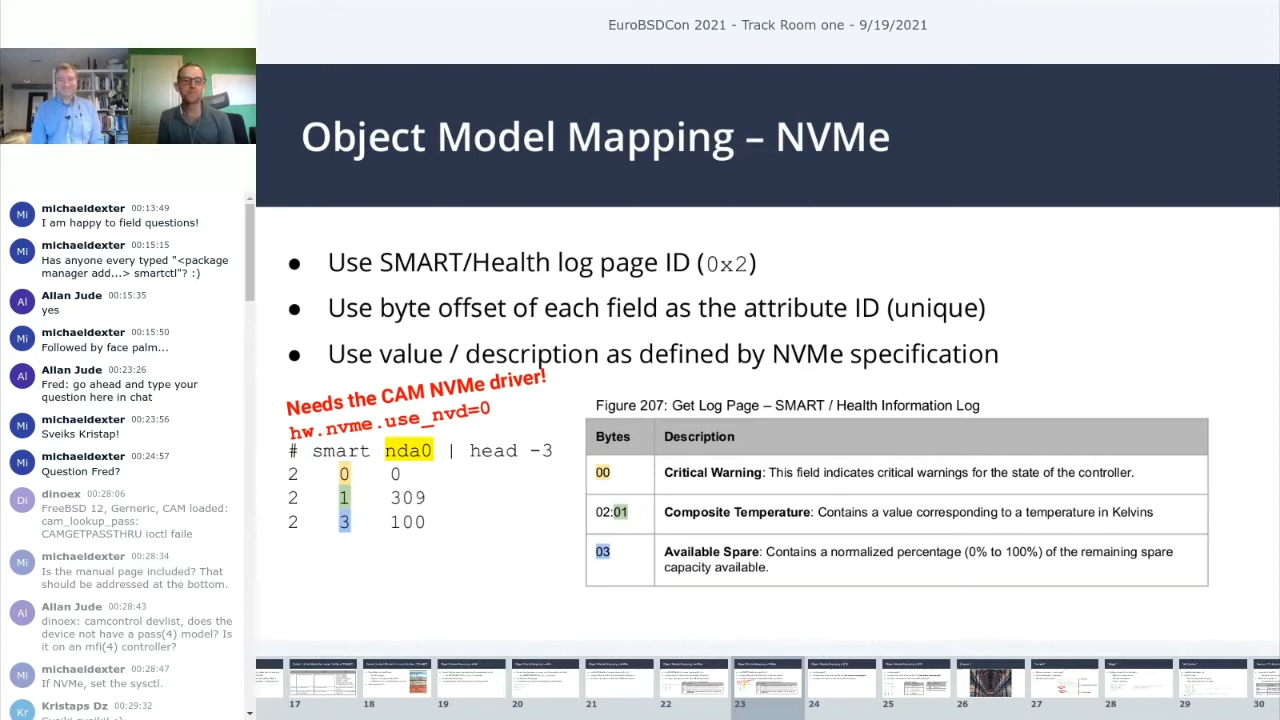 EuroBSDCon 2021 - Track Room one - 9/19/2021
Object Model Mapping – NVMe
● Use SMART/Health log page ID (0x2)
● Use byte offset of each field as the attribute ID (unique)
● Use value / description as defined by NVMe specification
Needs the CAM NVMe driver!
hw.nvme.use_nvd=0
# smart nda0 | head -3
2 0 0
2 1 309
2 3 100
Figure 207: Get Log Page – SMART / Health Information Log
Bytes Description
00 Critical Warning: This field indicates critical warnings for the state of the controller.
02:01 Composite Temperature: Contains a value corresponding to a temperature in Kelvins
03 Available Spare: Contains a normalized percentage (0% to 100%) of the remaining spare
capacity available.
Mi michaeldexter 00:13:49
I am happy to field questions!
Mi michaeldexter 00:15:15
Has anyone every typed "<package
manager add...> smartctl"? :)
Al Allan Jude 00:15:35
yes
Mi michaeldexter 00:15:50
Followed by face palm...
Al Allan Jude 00:23:26
Fred: go ahead and type your
question here in chat
Mi michaeldexter 00:23:56
Sveiks Kristap!
Mi michaeldexter 00:24:57
Question Fred?
Di dinoex 00:28:06
FreeBSD 12, Gerneric, CAM loaded:
cam_lookup_pass:
CAMGETPASSTHRU ioctl faile
Mi michaeldexter 00:28:34
Is the manual page included? That
should be addressed at the bottom.
Al Allan Jude 00:28:43
dinoex: camcontrol devlist, does the
device not have a pass(4) model? Is
it on an mfi(4) controller?
Mi michaeldexter 00:28:47
If NVMe, set the sysctl.
Kr Kristaps Dz 00:29:32
17 18 19 20 21 22 23 24 25 26 27 28 29 30